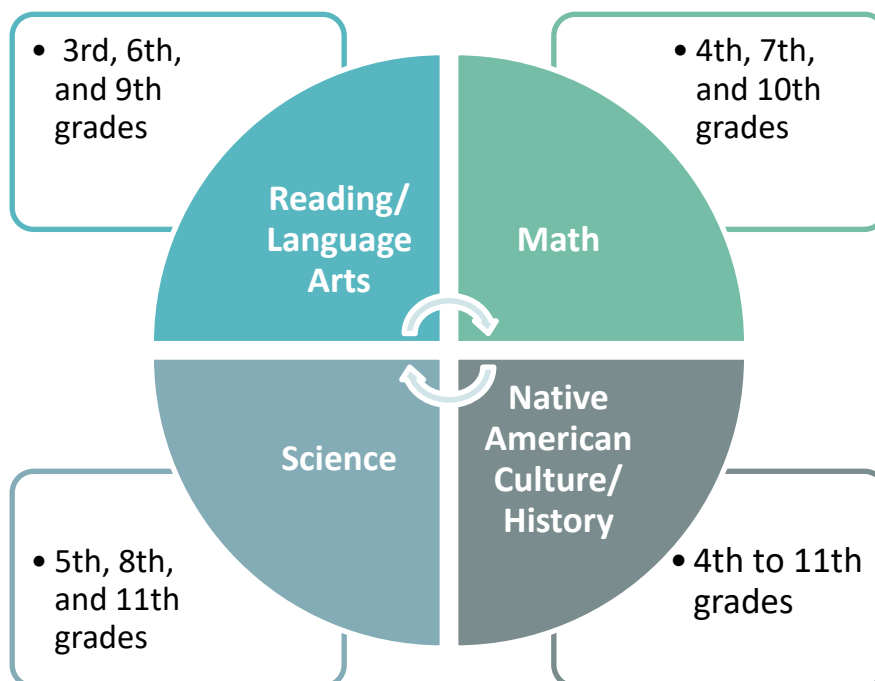 • 3rd, 6th,
and 9th
grades
Reading/
Language
Arts
• 4th, 7th,
and 10th
grades
Math
Science
• 5th, 8th,
and 11th
grades
Native
American
Culture/
History
• 4th to 11th
grades